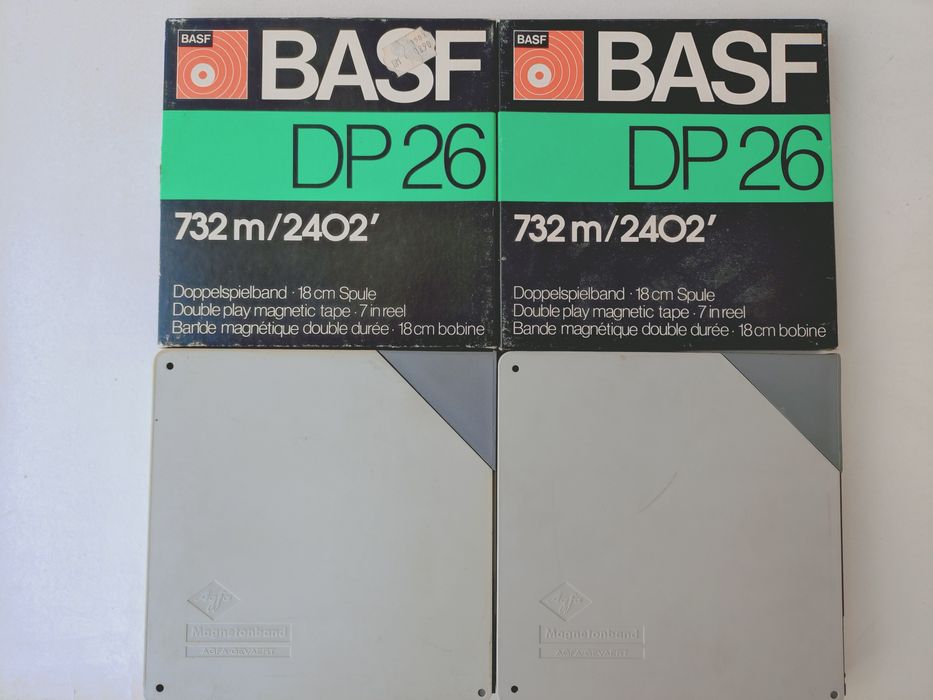 BASF
BASF
DP 26
732 m/2402'
Doppelspielband · 18 cm Spule
Double play magnetic tape · 7 in reel
Bande magnétique double durée · 18 cm bobine
BASF
BASF
DP 26
732 m/2402'
Doppelspielband · 18 cm Spule
Double play magnetic tape · 7 in reel
Bande magnétique double durée · 18 cm bobine
Agfa
Magnetonband
AGFA-GEVAERT
Agfa
Magnetonband
AGFA-GEVAERT